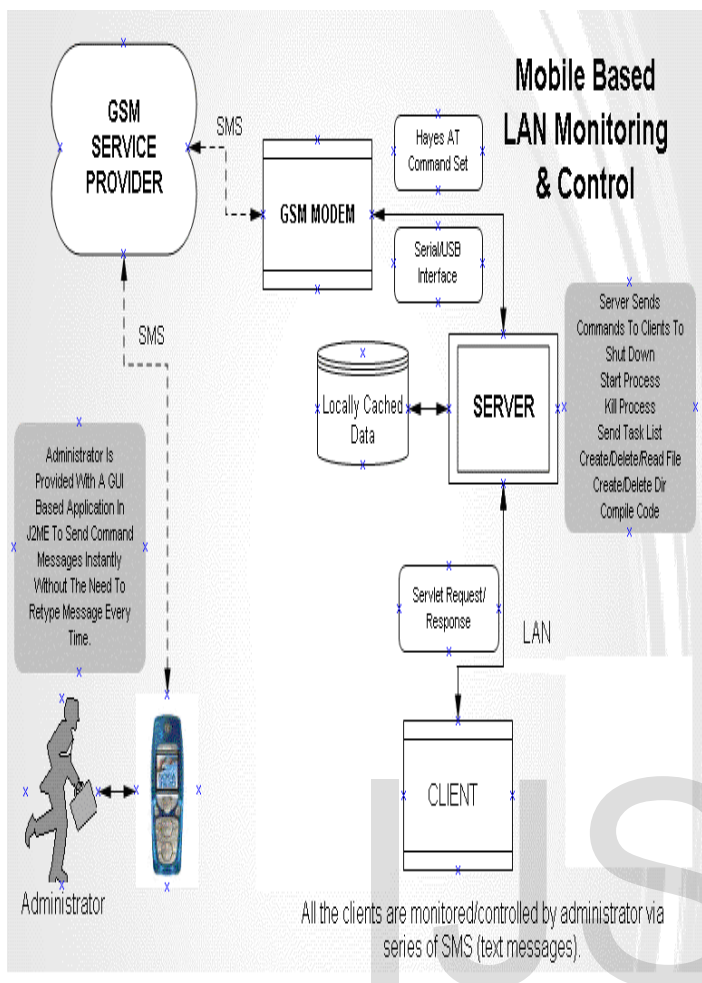 Mobile Based
LAN Monitoring
& Control
GSM
SERVICE
PROVIDER
SMS
GSM MODEM
Hayes AT
Command Set
Serial/USB
Interface
SMS
Locally Cached
Data
SERVER
Server Sends
Commands To Clients To
Shut Down
Start Process
Kill Process
Send Task List
Create/Delete/Read File
Create/Delete Dir
Compile Code
Administrator Is
Provided With A GUI
Based Application In
J2ME To Send Command
Messages Instantly
Without The Need To
Retype Message Every
Time.
Servlet Request/
Response
LAN
CLIENT
Administrator
All the clients are monitored/controlled by administrator via
series of SMS (text messages).
IJS